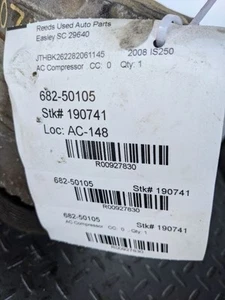 Reeds Used Auto Parts
Easley SC 29640
JTHBK262282061145 2008 IS250
AC Compressor CC: 0 Qty: 1
682-50105
Stk# 190741
Loc: AC-148
R00927830
682-50105 Stk# 190741
R00927830
682-50105
AC Compressor CC: 0 Qty: 1
Stk# 190741
R00927830